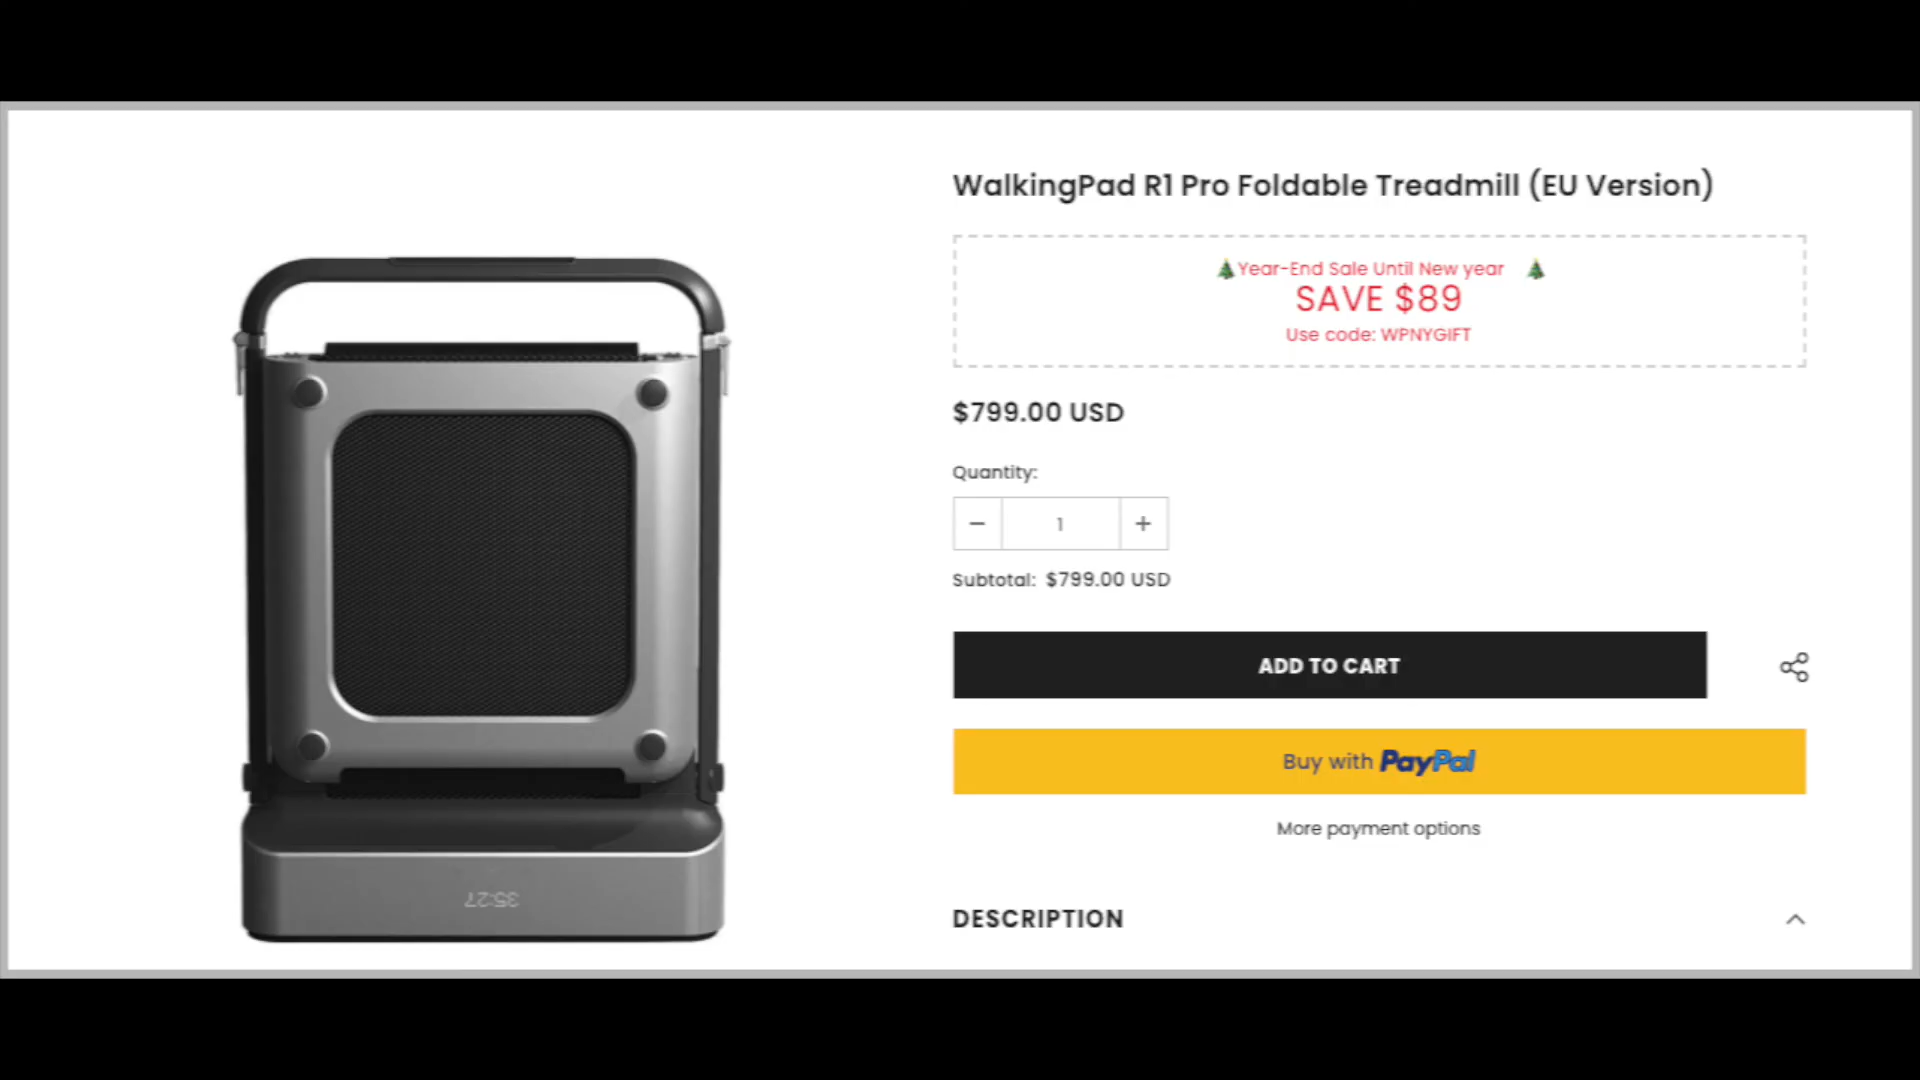 WalkingPad R1 Pro Foldable Treadmill (EU Version)
🎄Year-End Sale Until New year 🎄
SAVE $89
Use code: WPNYGIFT
$799.00 USD
Quantity:
− 1 +
Subtotal: $799.00 USD
ADD TO CART
Buy with PayPal
More payment options
DESCRIPTION
35:27